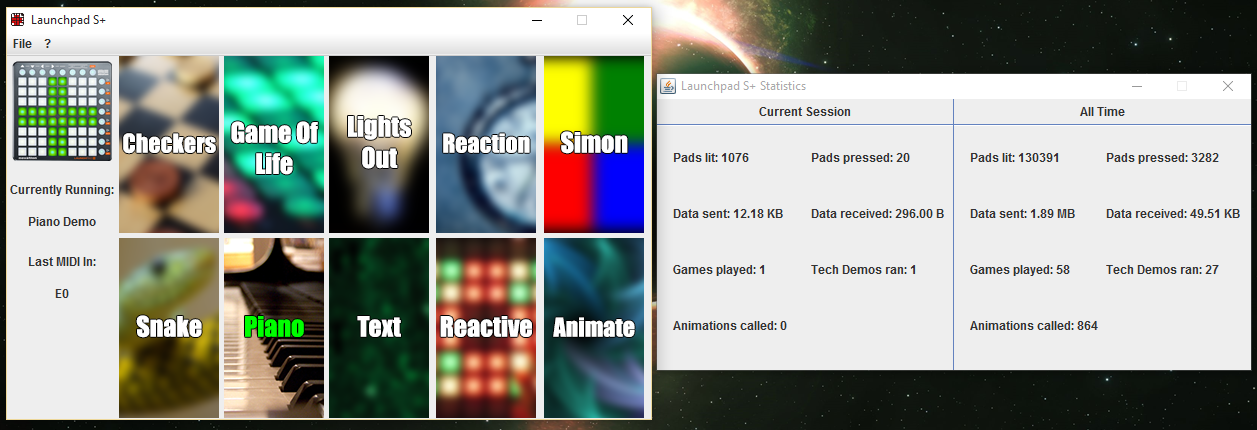 Launchpad S+
File ?
Currently Running:
Piano Demo
Last MIDI In:
E0
Checkers
Game Of
Life
Lights
Out
Reaction
Simon
Snake
Piano
Text
Reactive
Animate
Launchpad S+ Statistics
Current Session
Pads lit: 1076 Pads pressed: 20
Data sent: 12.18 KB Data received: 296.00 B
Games played: 1 Tech Demos ran: 1
Animations called: 0
All Time
Pads lit: 130391 Pads pressed: 3282
Data sent: 1.89 MB Data received: 49.51 KB
Games played: 58 Tech Demos ran: 27
Animations called: 864